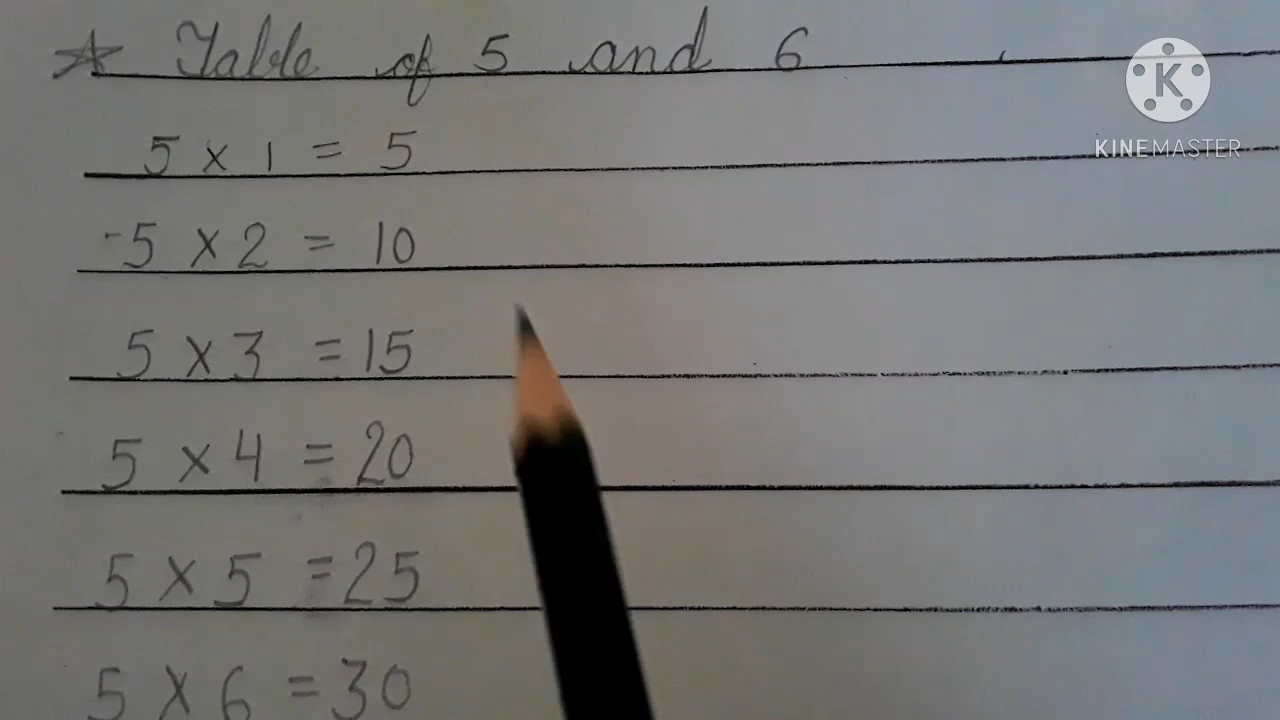 ☆ Table of 5 and 6
K
KINEMASTER
5 x 1 = 5
-5 x 2 = 10
5 x 3 = 15
5 x 4 = 20
5 x 5 = 25
5 x 6 = 30